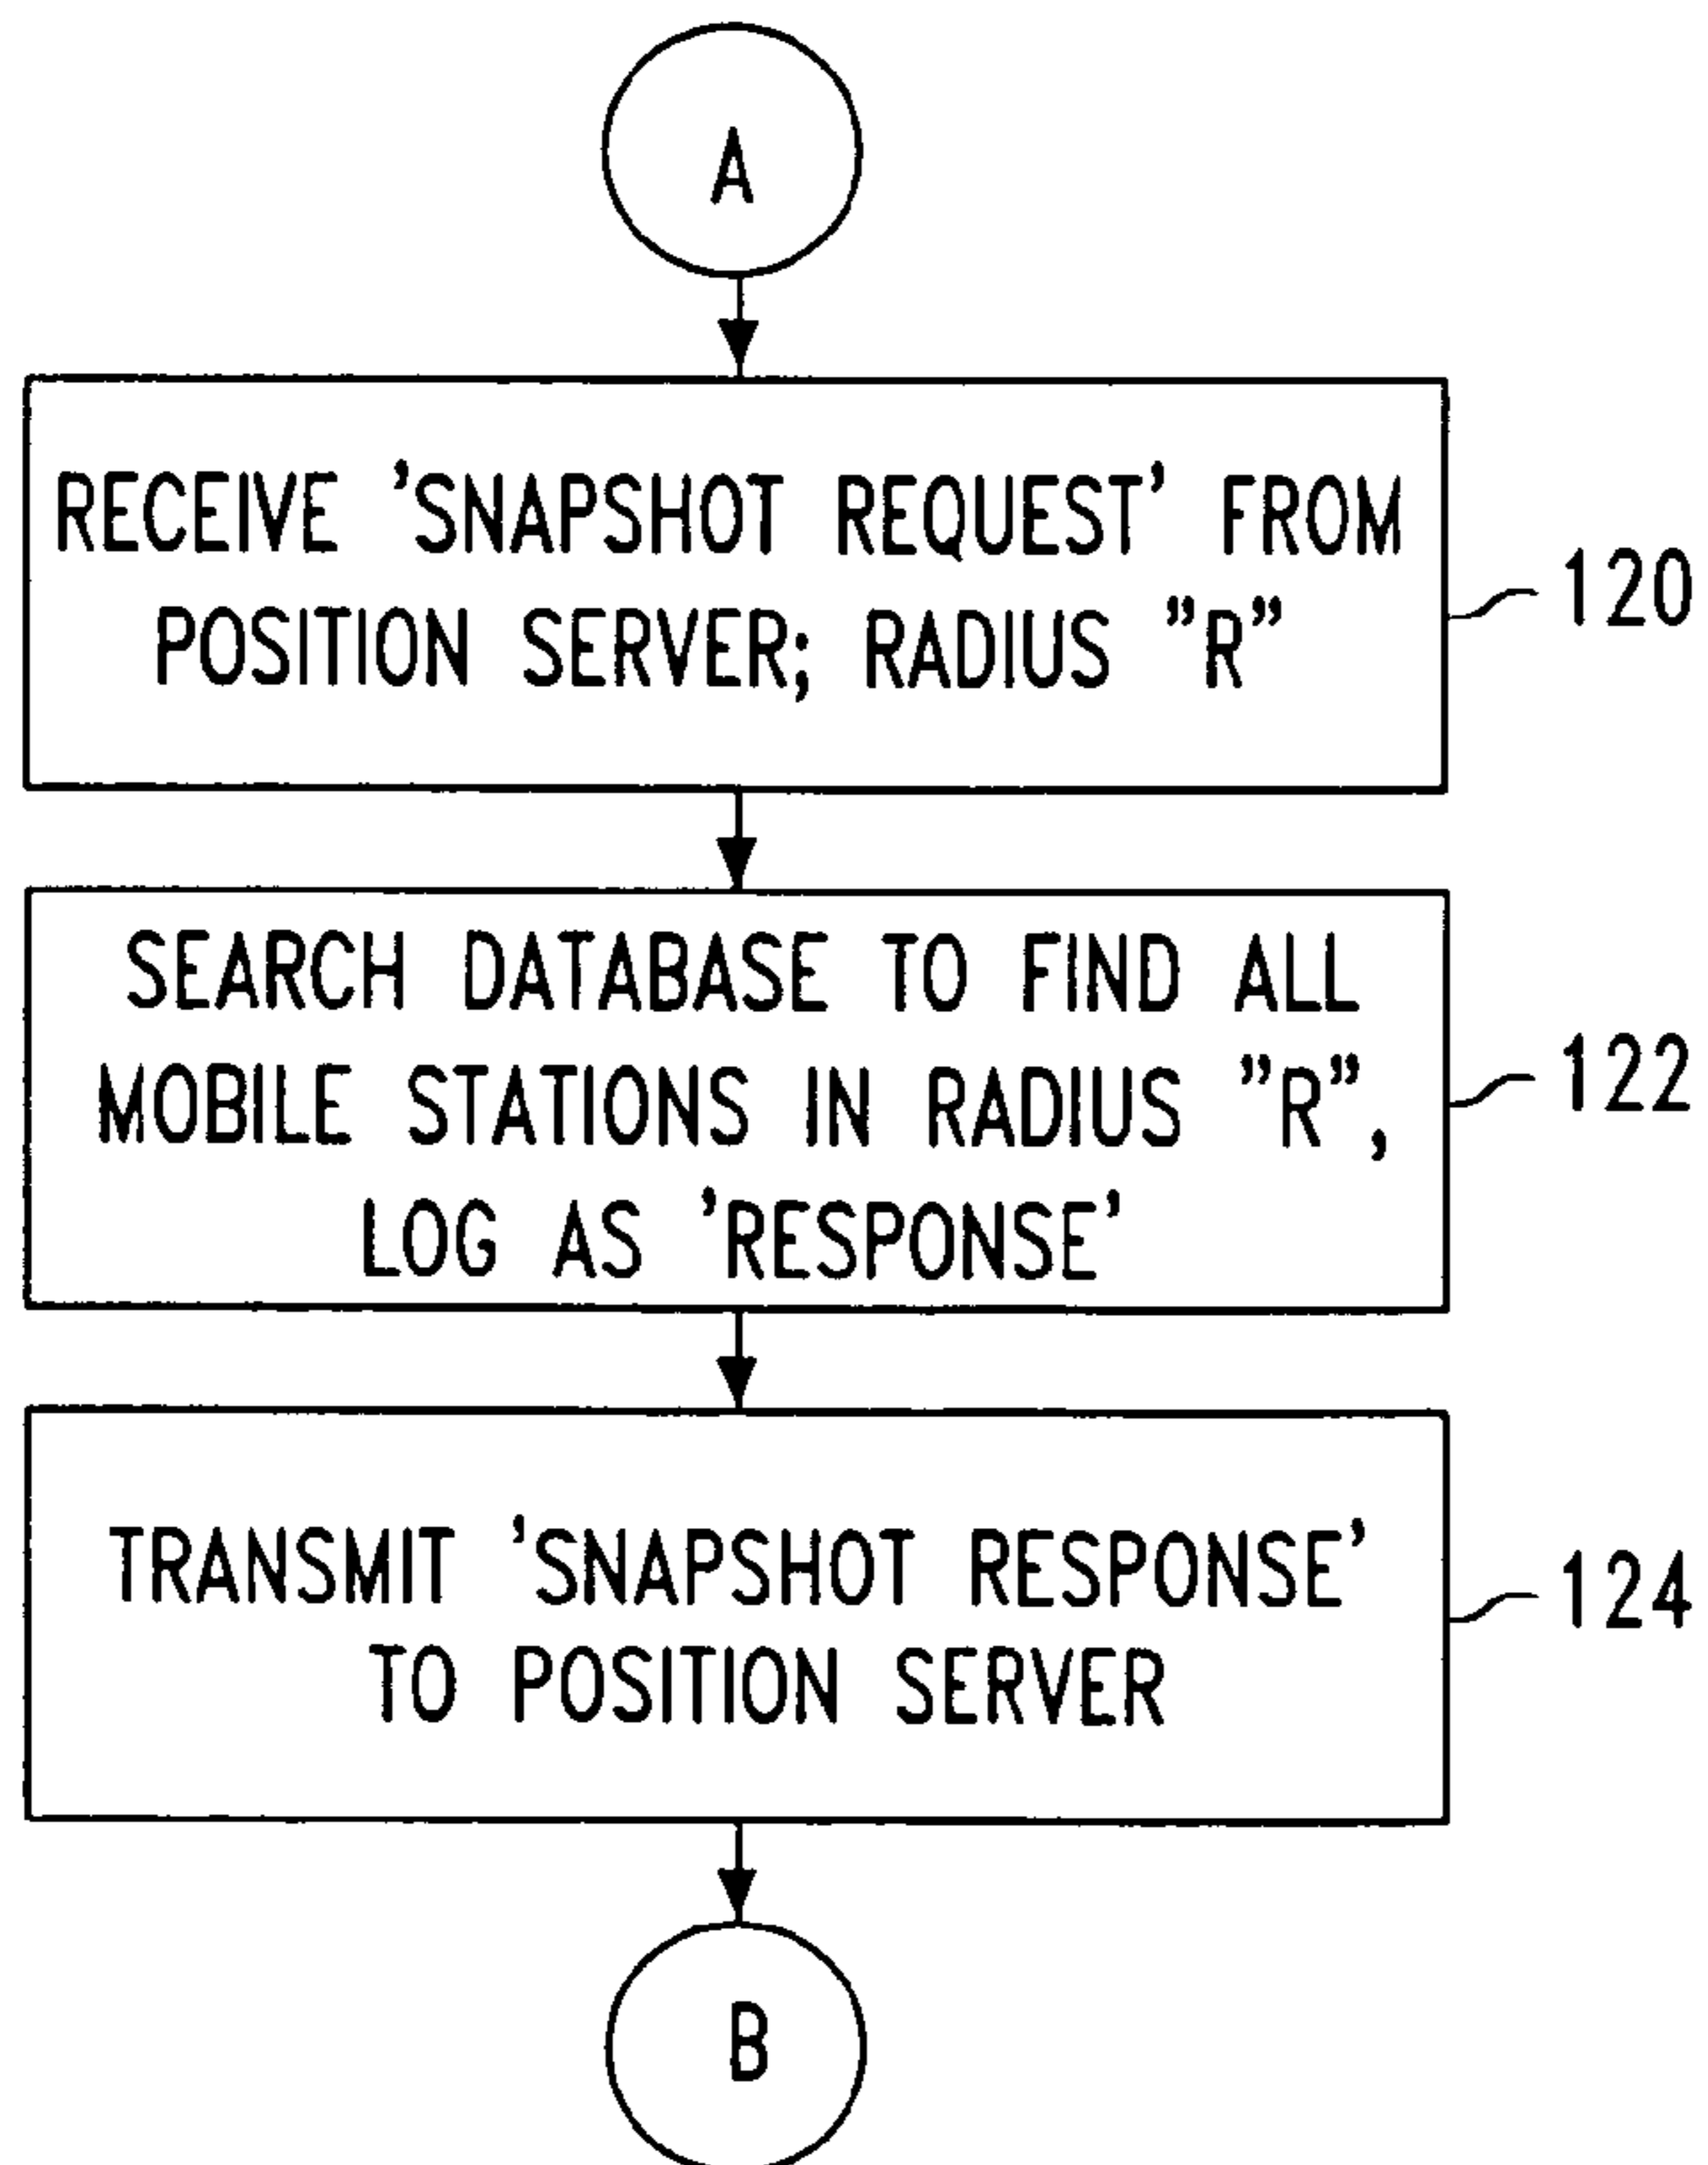 A
RECEIVE 'SNAPSHOT REQUEST' FROM
POSITION SERVER; RADIUS "R"
120
SEARCH DATABASE TO FIND ALL
MOBILE STATIONS IN RADIUS "R",
LOG AS 'RESPONSE'
122
TRANSMIT 'SNAPSHOT RESPONSE'
TO POSITION SERVER
124
B